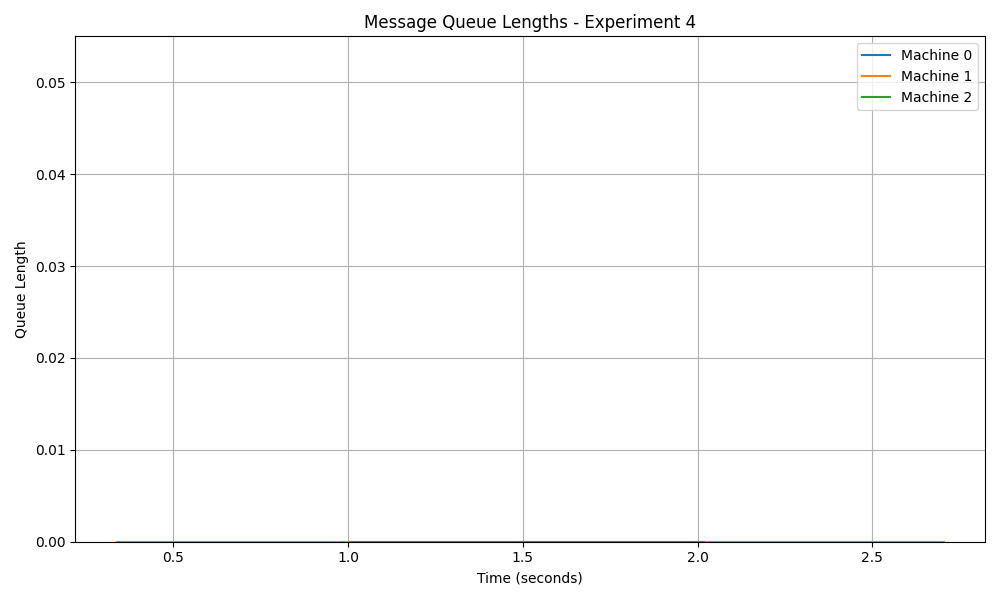 Message Queue Lengths - Experiment 4
Machine 0
Machine 1
Machine 2
0.05
0.04
0.03
0.02
0.01
0.00
Queue Length
0.5
1.0
1.5
2.0
2.5
Time (seconds)